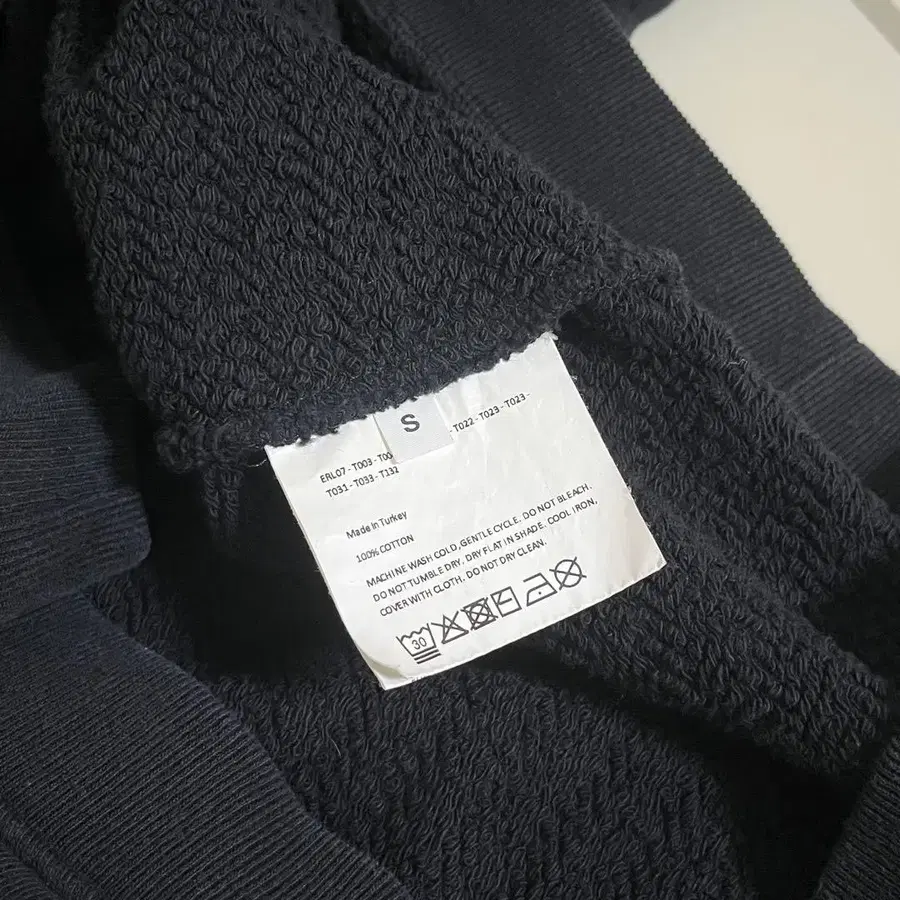 S
ERL07 - T003 - T00 - T022 - T023 - T023 -
T031 - T033 - T132
Made in Turkey
100% COTTON
MACHINE WASH COLD, GENTLE CYCLE. DO NOT BLEACH.
DO NOT TUMBLE DRY. DRY FLAT IN SHADE. COOL IRON,
COVER WITH CLOTH. DO NOT DRY CLEAN.
30